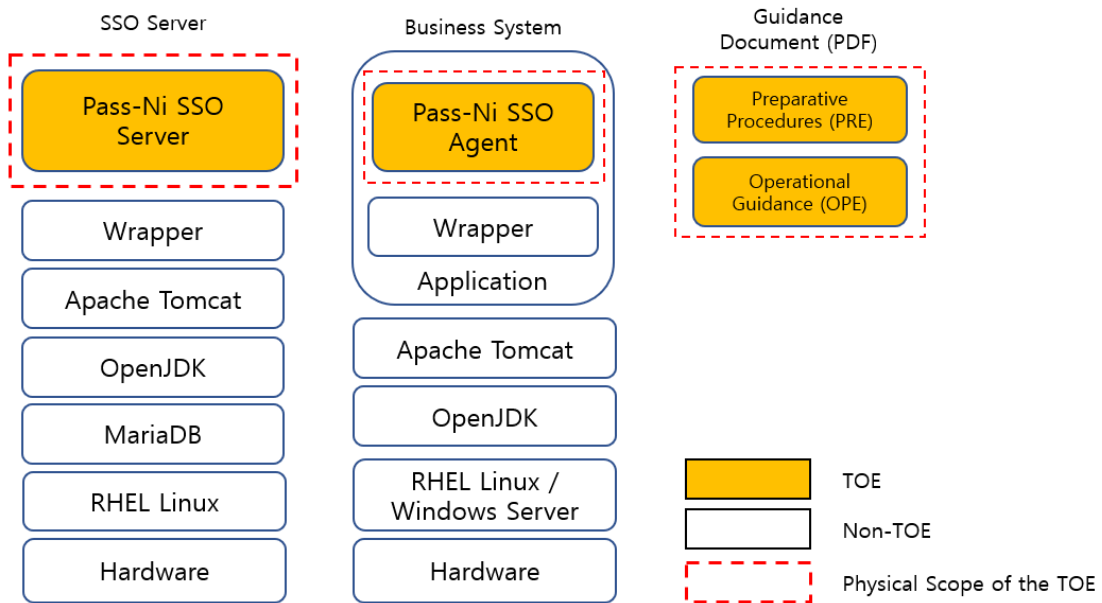 SSO Server
Pass-Ni SSO
Server
Wrapper
Apache Tomcat
OpenJDK
MariaDB
RHEL Linux
Hardware
Business System
Pass-Ni SSO
Agent
Wrapper
Application
Apache Tomcat
OpenJDK
RHEL Linux /
Windows Server
Hardware
Guidance
Document (PDF)
Preparative
Procedures (PRE)
Operational
Guidance (OPE)
TOE
Non-TOE
Physical Scope of the TOE